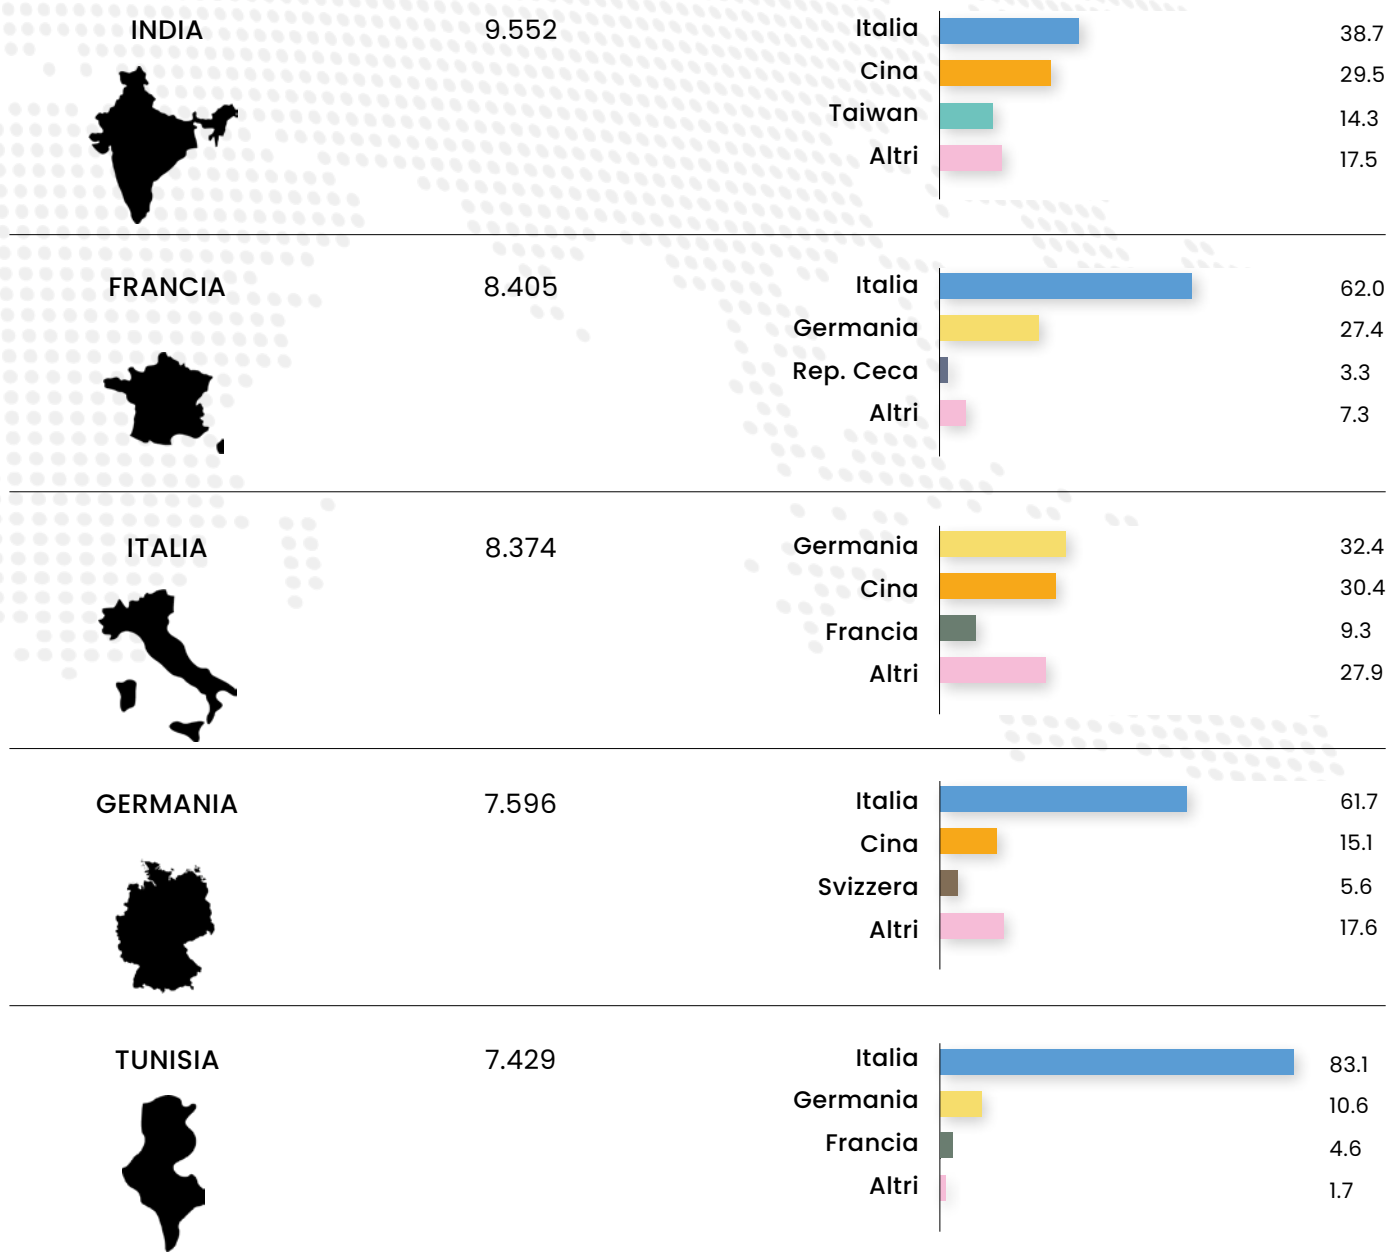 INDIA 9.552 Italia 38.7
Cina 29.5
Taiwan 14.3
Altri 17.5
FRANCIA 8.405 Italia 62.0
Germania 27.4
Rep. Ceca 3.3
Altri 7.3
ITALIA 8.374 Germania 32.4
Cina 30.4
Francia 9.3
Altri 27.9
GERMANIA 7.596 Italia 61.7
Cina 15.1
Svizzera 5.6
Altri 17.6
TUNISIA 7.429 Italia 83.1
Germania 10.6
Francia 4.6
Altri 1.7